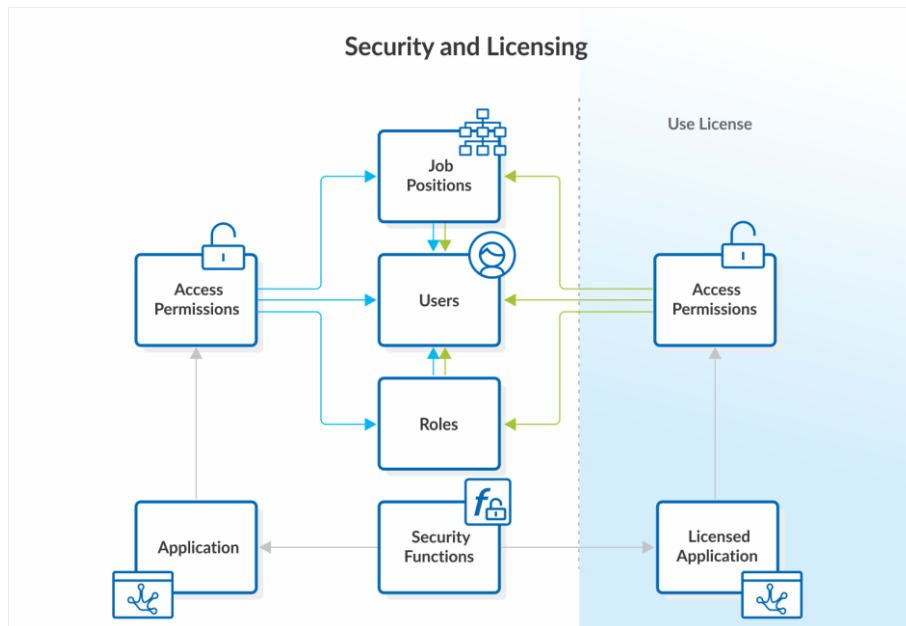 Security and Licensing
Use License
Job
Positions
Access
Permissions
Users
Access
Permissions
Roles
Application
f
Security
Functions
Licensed
Application